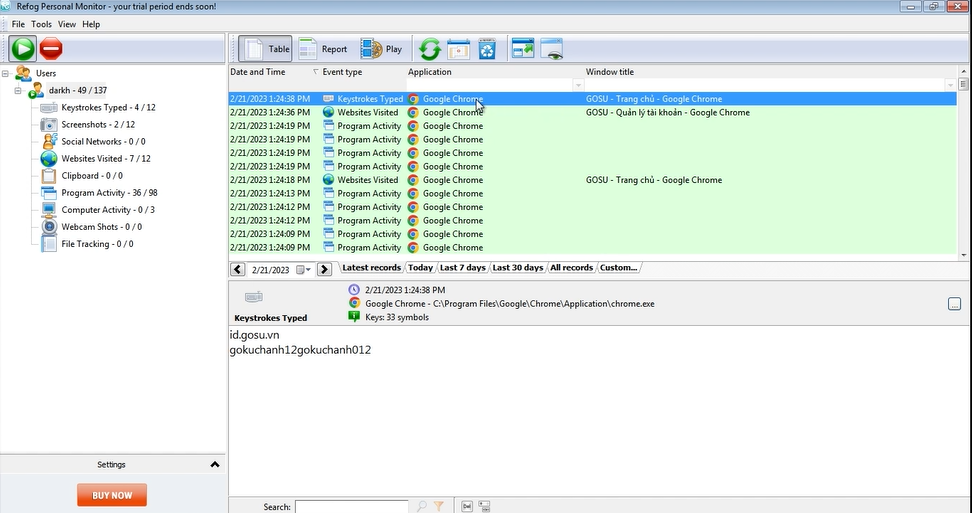 Refog Personal Monitor - your trial period ends soon!
File Tools View Help
Table Report Play
Users
darkh - 49 / 137
Keystrokes Typed - 4 / 12
Screenshots - 2 / 12
Social Networks - 0 / 0
Websites Visited - 7 / 12
Clipboard - 0 / 0
Program Activity - 36 / 98
Computer Activity - 0 / 3
Webcam Shots - 0 / 0
File Tracking - 0 / 0
Settings
BUY NOW
Date and Time Event type Application Window title
2/21/2023 1:24:38 PM Keystrokes Typed Google Chrome GOSU - Trang chủ - Google Chrome
2/21/2023 1:24:36 PM Websites Visited Google Chrome GOSU - Quản lý tài khoản - Google Chrome
2/21/2023 1:24:19 PM Program Activity Google Chrome
2/21/2023 1:24:19 PM Program Activity Google Chrome
2/21/2023 1:24:19 PM Program Activity Google Chrome
2/21/2023 1:24:19 PM Program Activity Google Chrome
2/21/2023 1:24:18 PM Websites Visited Google Chrome GOSU - Trang chủ - Google Chrome
2/21/2023 1:24:13 PM Program Activity Google Chrome
2/21/2023 1:24:12 PM Program Activity Google Chrome
2/21/2023 1:24:12 PM Program Activity Google Chrome
2/21/2023 1:24:09 PM Program Activity Google Chrome
2/21/2023 1:24:09 PM Program Activity Google Chrome
2/21/2023 Latest records Today Last 7 days Last 30 days All records Custom...
2/21/2023 1:24:38 PM
Google Chrome - C:\Program Files\Google\Chrome\Application\chrome.exe
Keystrokes Typed Keys: 33 symbols
id.gosu.vn
gokuchanh12gokuchanh012
Search: